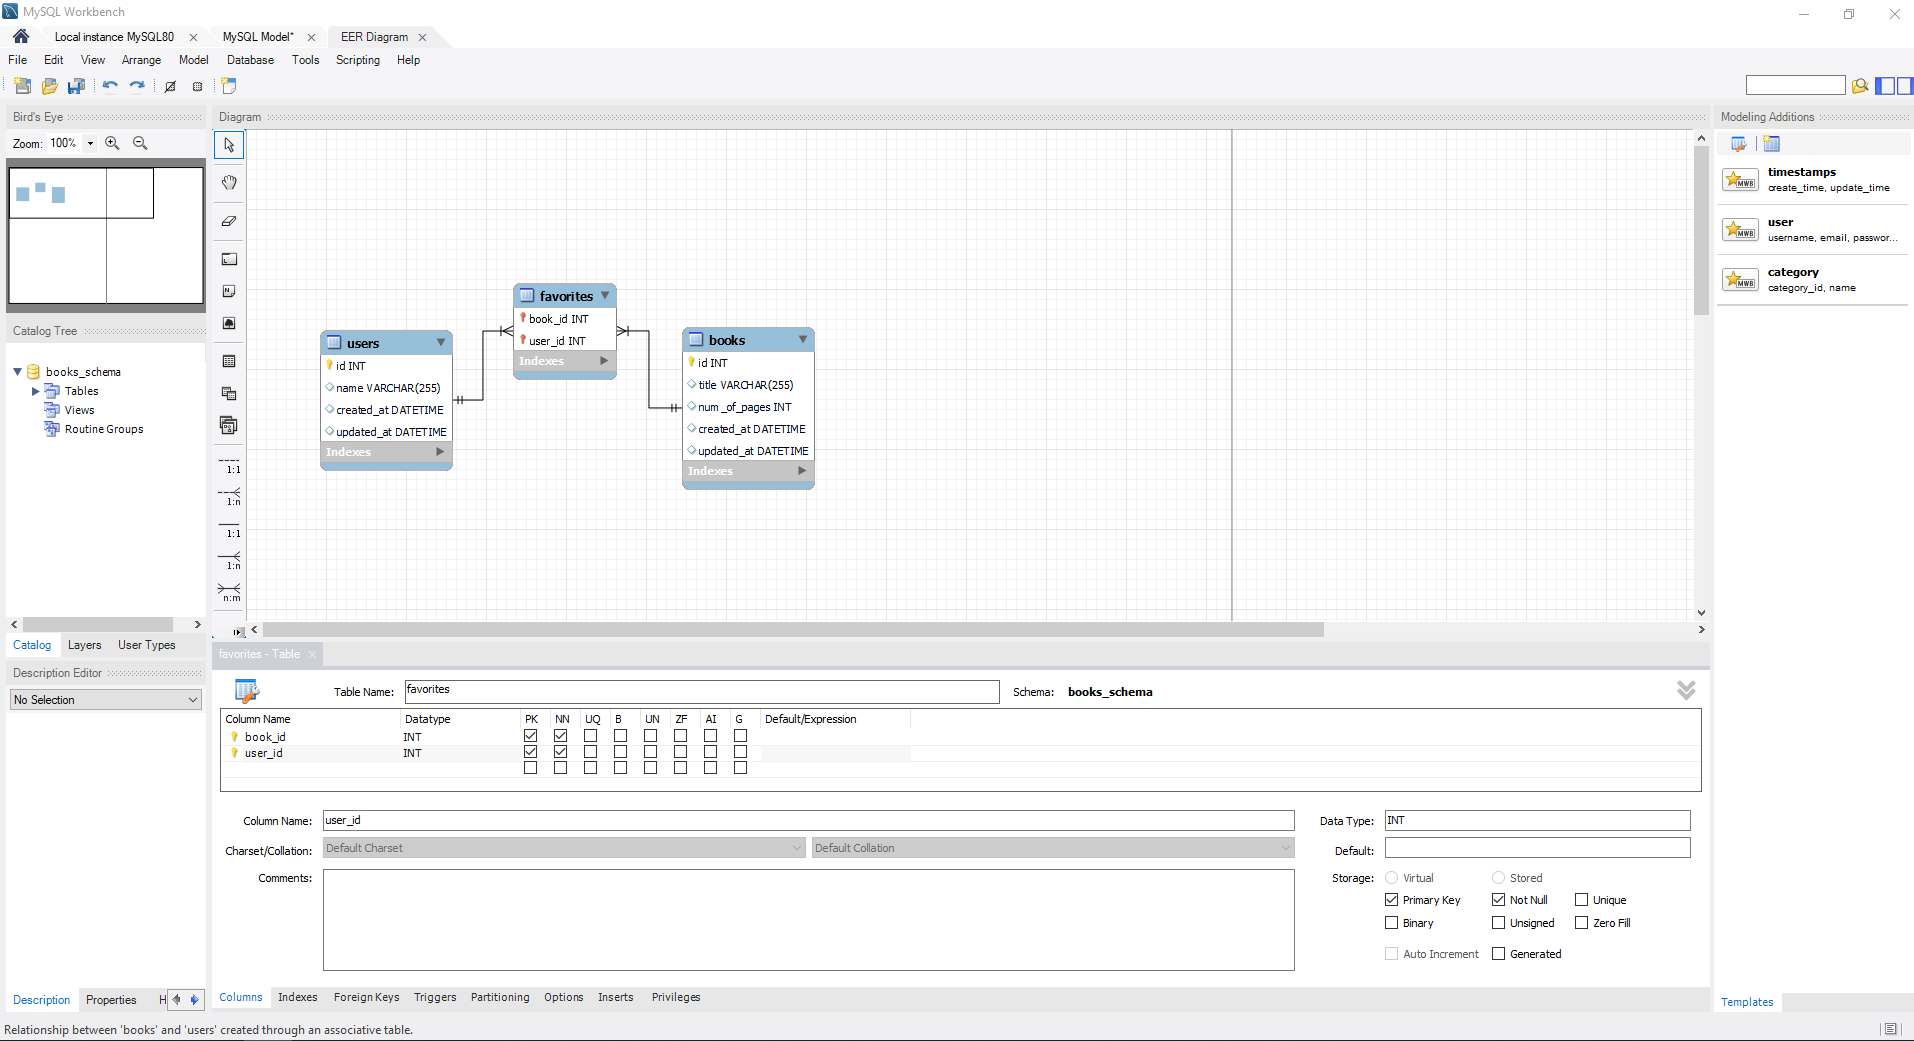 MySQL Workbench
Local instance MySQL80
MySQL Model*
EER Diagram
File Edit View Arrange Model Database Tools Scripting Help
Bird's Eye
Zoom: 100%
Catalog Tree
books_schema
Tables
Views
Routine Groups
Catalog Layers User Types
Description Editor
No Selection
Description Properties H
Diagram
1:1
1:n
1:1
1:n
n:m
users
id INT
name VARCHAR(255)
created_at DATETIME
updated_at DATETIME
Indexes
favorites
book_id INT
user_id INT
Indexes
books
id INT
title VARCHAR(255)
num _of_pages INT
created_at DATETIME
updated_at DATETIME
Indexes
Modeling Additions
MWB
timestamps
create_time, update_time
MWB
user
username, email, passwor...
MWB
category
category_id, name
Templates
favorites - Table
Table Name: favorites Schema: books_schema
Column Name Datatype PK NN UQ B UN ZF AI G Default/Expression
book_id INT
user_id INT
Column Name: user_id Data Type: INT
Charset/Collation: Default Charset Default Collation Default:
Comments:
Storage: Virtual Stored
Primary Key Not Null Unique
Binary Unsigned Zero Fill
Auto Increment Generated
Columns Indexes Foreign Keys Triggers Partitioning Options Inserts Privileges
Relationship between 'books' and 'users' created through an associative table.